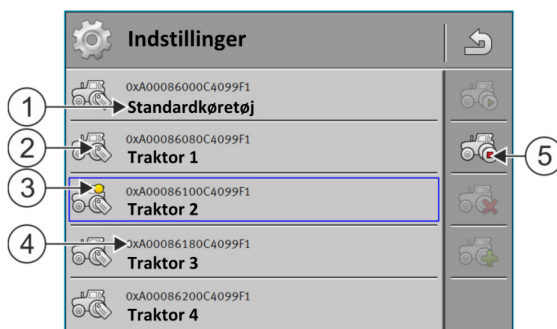 Indstillinger
0xA00086000C4099F1
1
Standardkøretøj
2
0xA00086080C4099F1
5
Traktor 1
3
0xA00086100C4099F1
Traktor 2
4
0xA00086180C4099F1
Traktor 3
0xA00086200C4099F1
Traktor 4